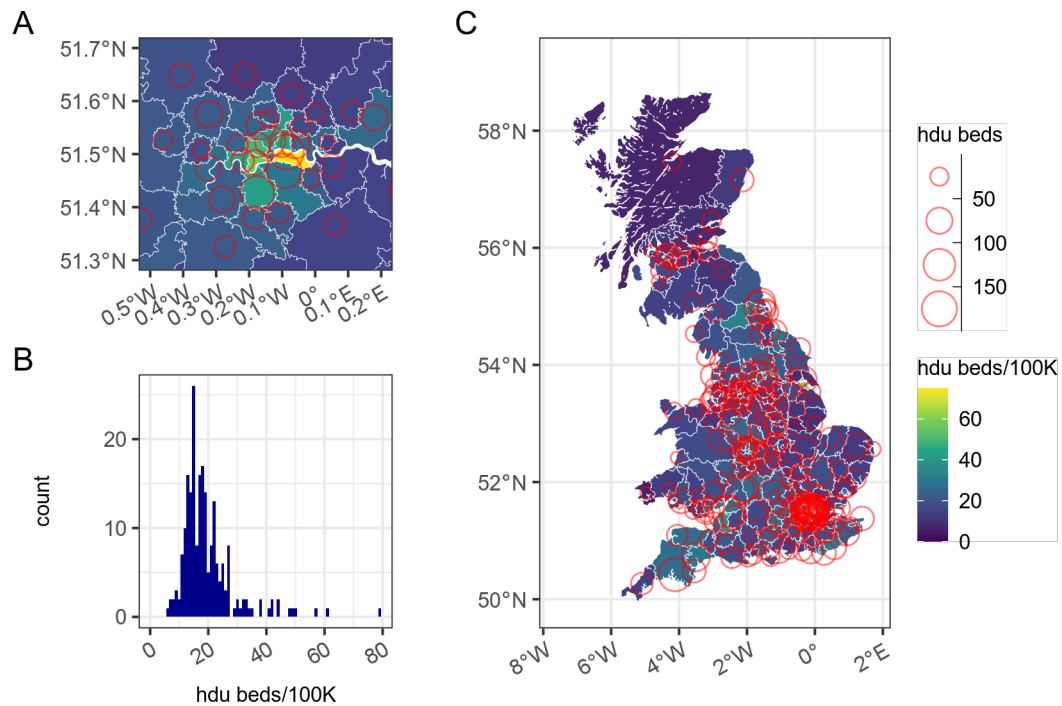 A
51.7°N
51.6°N
51.5°N
51.4°N
51.3°N
0.5°W
0.4°W
0.3°W
0.2°W
0.1°W
0°
0.1°E
0.2°E
B
20
10
0
count
0
20
40
60
80
hdu beds/100K
C
58°N
56°N
54°N
52°N
50°N
8°W
6°W
4°W
2°W
0°
2°E
hdu beds
50
100
150
hdu beds/100K
60
40
20
0